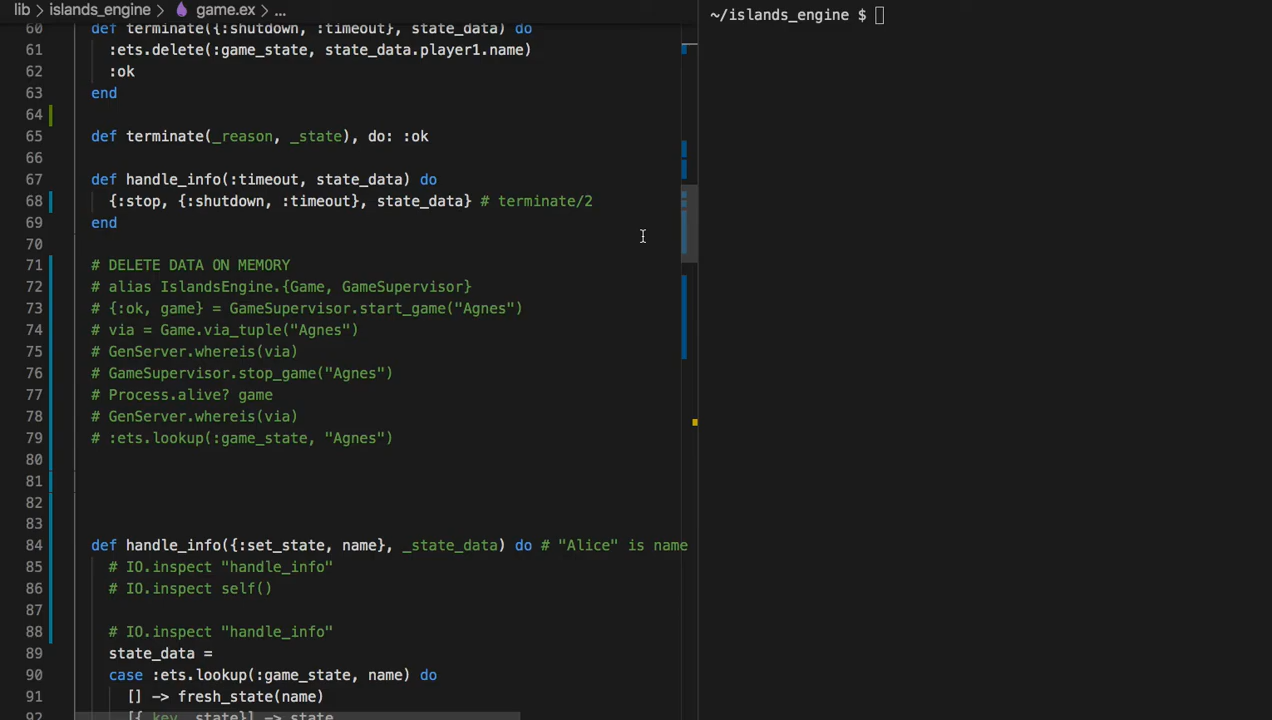 lib > islands_engine > game.ex > ...
~/islands_engine $
60 def terminate({:shutdown, :timeout}, state_data) do
61 :ets.delete(:game_state, state_data.player1.name)
62 :ok
63 end
64
65 def terminate(_reason, _state), do: :ok
66
67 def handle_info(:timeout, state_data) do
68 {:stop, {:shutdown, :timeout}, state_data} # terminate/2
69 end
70
71 # DELETE DATA ON MEMORY
72 # alias IslandsEngine.{Game, GameSupervisor}
73 # {:ok, game} = GameSupervisor.start_game("Agnes")
74 # via = Game.via_tuple("Agnes")
75 # GenServer.whereis(via)
76 # GameSupervisor.stop_game("Agnes")
77 # Process.alive? game
78 # GenServer.whereis(via)
79 # :ets.lookup(:game_state, "Agnes")
80
81
82
83
84 def handle_info({:set_state, name}, _state_data) do # "Alice" is name
85 # IO.inspect "handle_info"
86 # IO.inspect self()
87
88 # IO.inspect "handle_info"
89 state_data =
90 case :ets.lookup(:game_state, name) do
91 [] -> fresh_state(name)
92 [{_key, state}] -> state